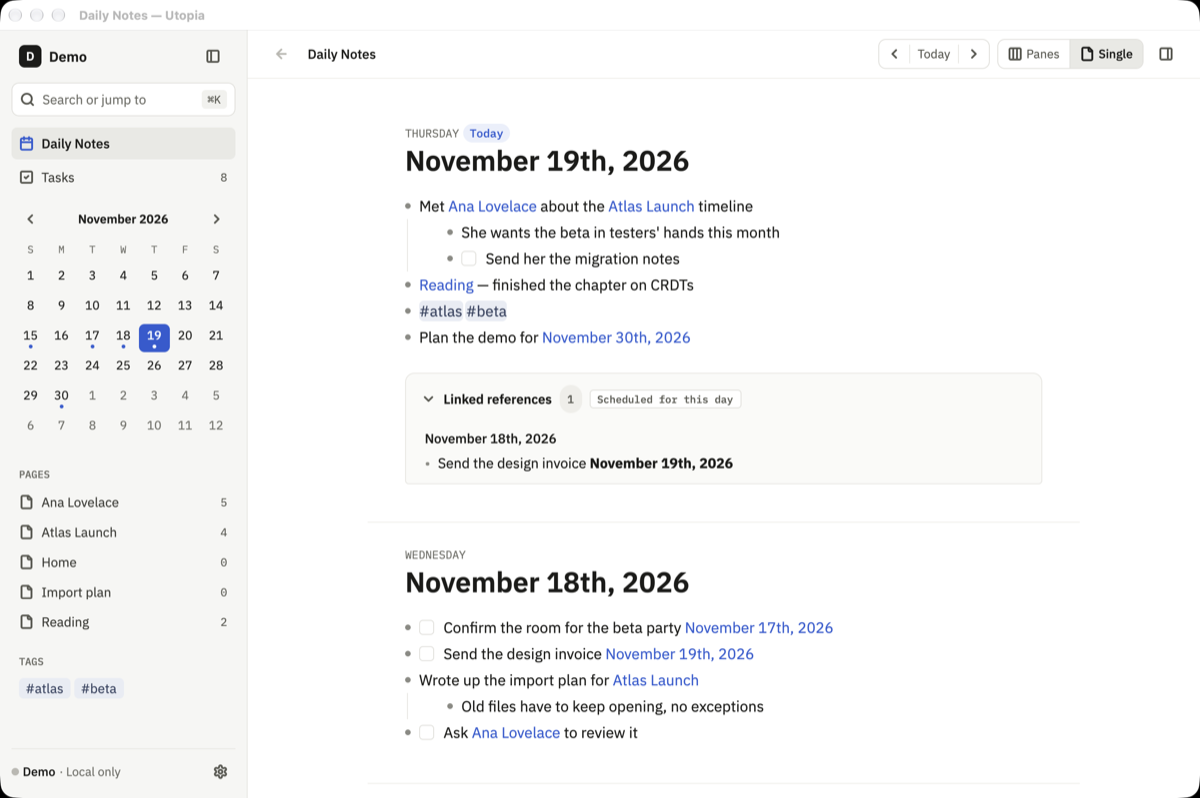 Daily Notes — Utopia
D Demo
Search or jump to ⌘K
Daily Notes
Tasks 8
November 2026
S M T W T F S
1 2 3 4 5 6 7
8 9 10 11 12 13 14
15 16 17 18 19 20 21
22 23 24 25 26 27 28
29 30 1 2 3 4 5
6 7 8 9 10 11 12
PAGES
Ana Lovelace 5
Atlas Launch 4
Home 0
Import plan 0
Reading 2
TAGS
#atlas #beta
Demo · Local only
Daily Notes
Today
Panes
Single
THURSDAY Today
November 19th, 2026
Met Ana Lovelace about the Atlas Launch timeline
She wants the beta in testers' hands this month
Send her the migration notes
Reading — finished the chapter on CRDTs
#atlas #beta
Plan the demo for November 30th, 2026
Linked references 1 Scheduled for this day
November 18th, 2026
Send the design invoice November 19th, 2026
WEDNESDAY
November 18th, 2026
Confirm the room for the beta party November 17th, 2026
Send the design invoice November 19th, 2026
Wrote up the import plan for Atlas Launch
Old files have to keep opening, no exceptions
Ask Ana Lovelace to review it